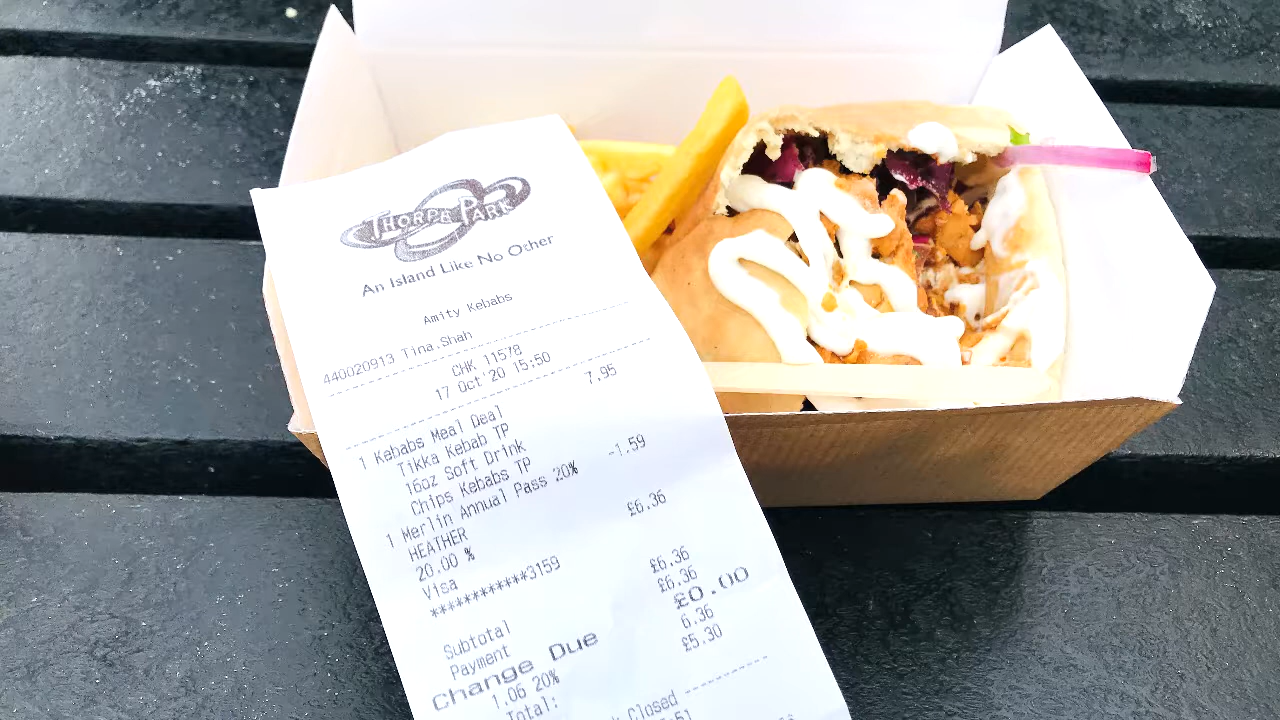 THORPE PARK
An Island Like No Other
Amity Kebabs
440020913 Tina.Shah
CHK 11578
17 Oct'20 15:50
1 Kebabs Meal Deal 7.95
Tikka Kebab TP
16oz Soft Drink
Chips Kebabs TP
1 Merlin Annual Pass 20% -1.59
HEATHER
20.00 %
Visa £6.36
************3159
Subtotal £6.36
Payment £6.36
Change Due £0.00
1.06 20% 6.36
Total: £5.30
Closed
:51